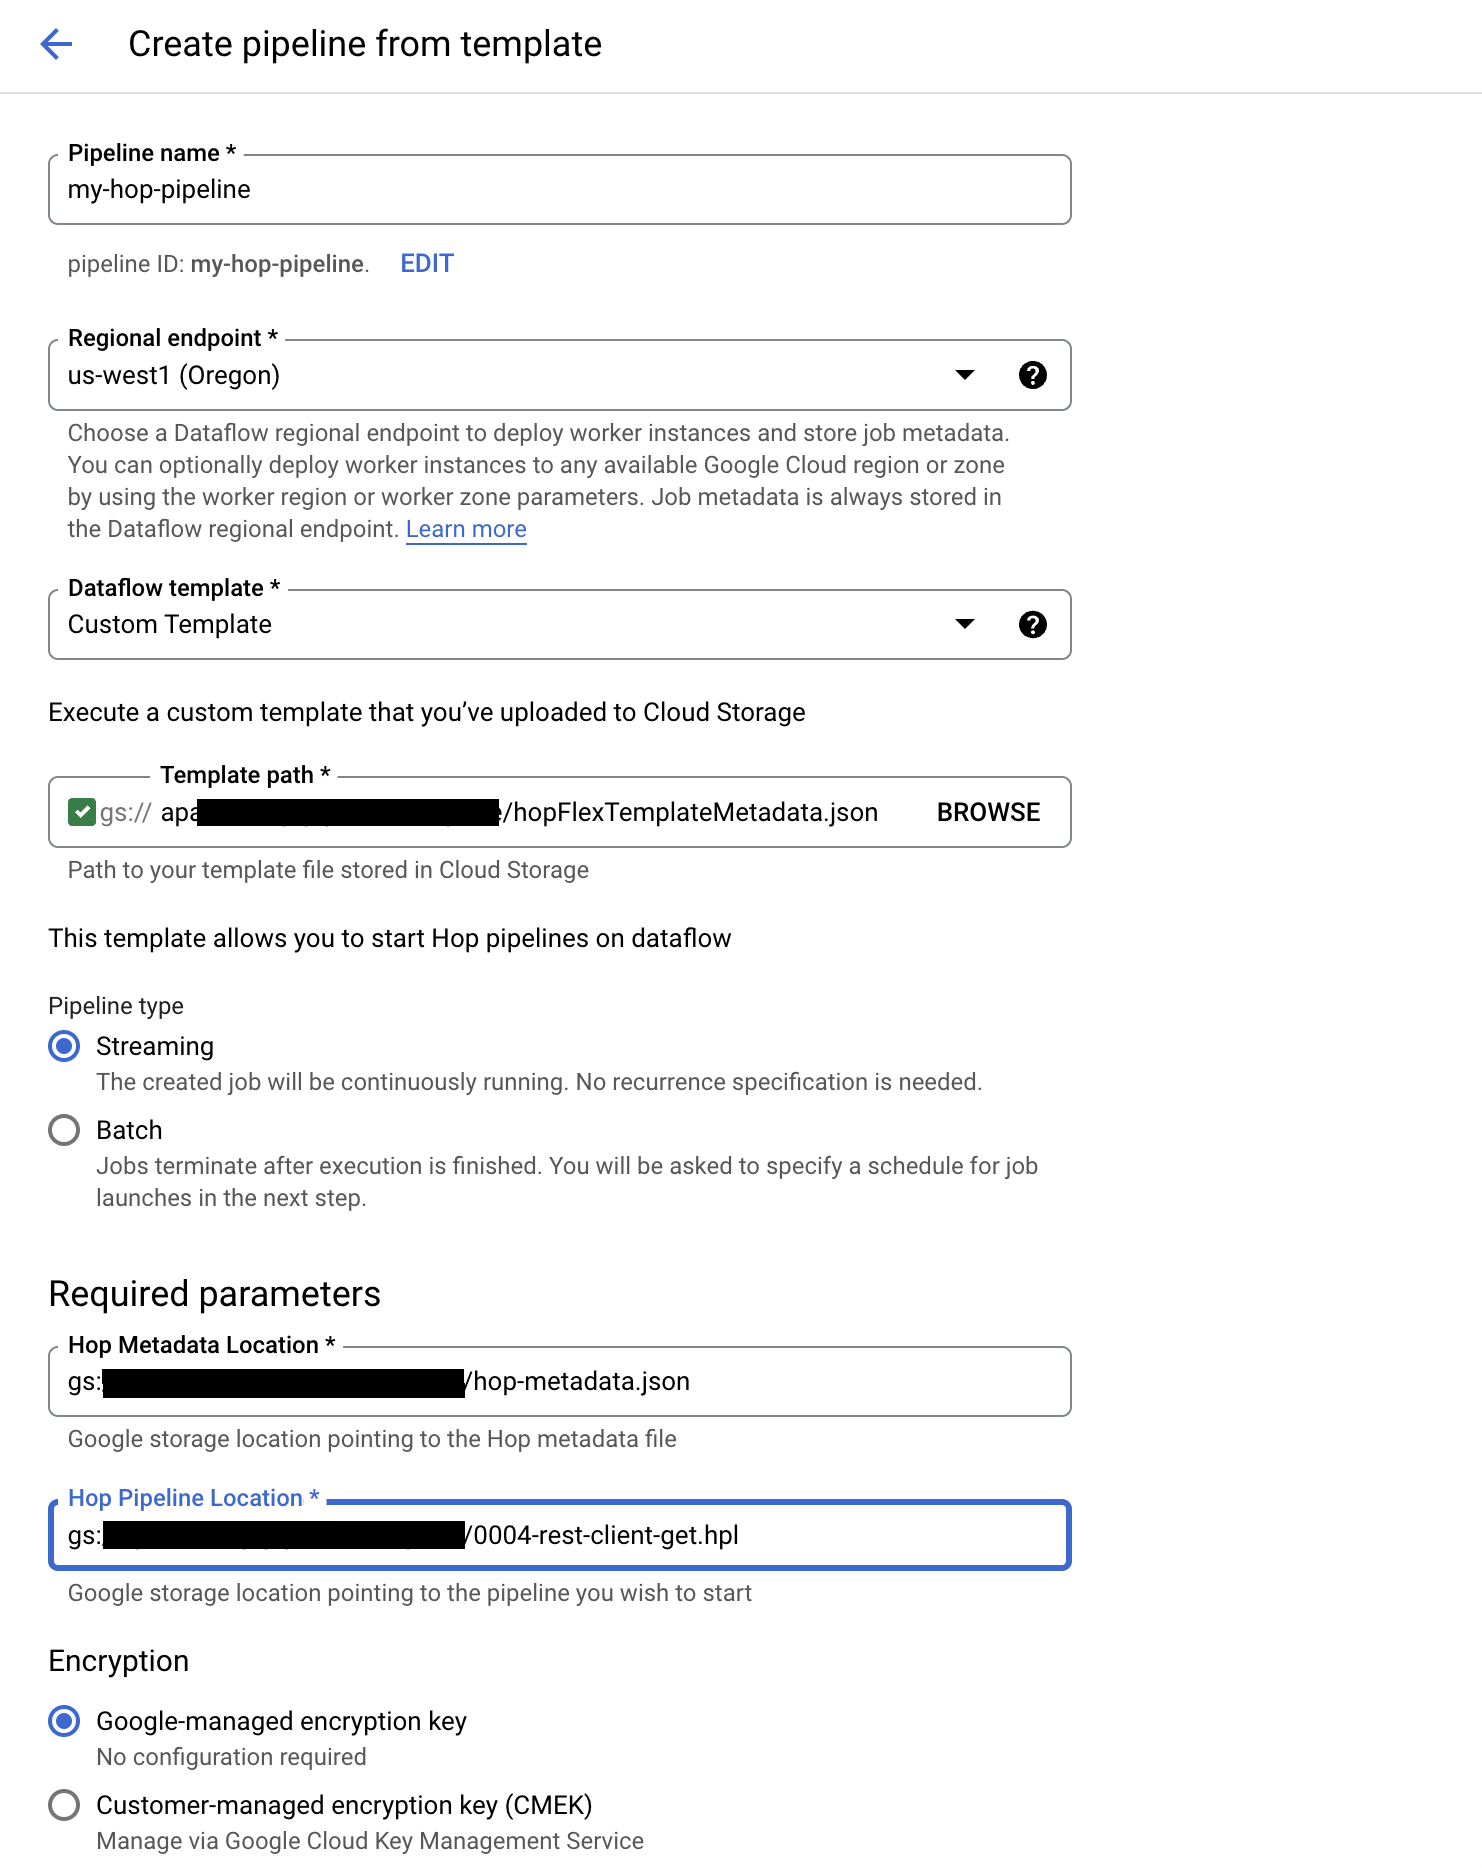 Create pipeline from template
Pipeline name *
my-hop-pipeline
pipeline ID: my-hop-pipeline. EDIT
Regional endpoint *
us-west1 (Oregon)
Choose a Dataflow regional endpoint to deploy worker instances and store job metadata.
You can optionally deploy worker instances to any available Google Cloud region or zone
by using the worker region or worker zone parameters. Job metadata is always stored in
the Dataflow regional endpoint. Learn more
Dataflow template *
Custom Template
Execute a custom template that you’ve uploaded to Cloud Storage
Template path *
gs:// apa /hopFlexTemplateMetadata.json BROWSE
Path to your template file stored in Cloud Storage
This template allows you to start Hop pipelines on dataflow
Pipeline type
Streaming
The created job will be continuously running. No recurrence specification is needed.
Batch
Jobs terminate after execution is finished. You will be asked to specify a schedule for job
launches in the next step.
Required parameters
Hop Metadata Location *
gs: /hop-metadata.json
Google storage location pointing to the Hop metadata file
Hop Pipeline Location *
gs: /0004-rest-client-get.hpl
Google storage location pointing to the pipeline you wish to start
Encryption
Google-managed encryption key
No configuration required
Customer-managed encryption key (CMEK)
Manage via Google Cloud Key Management Service